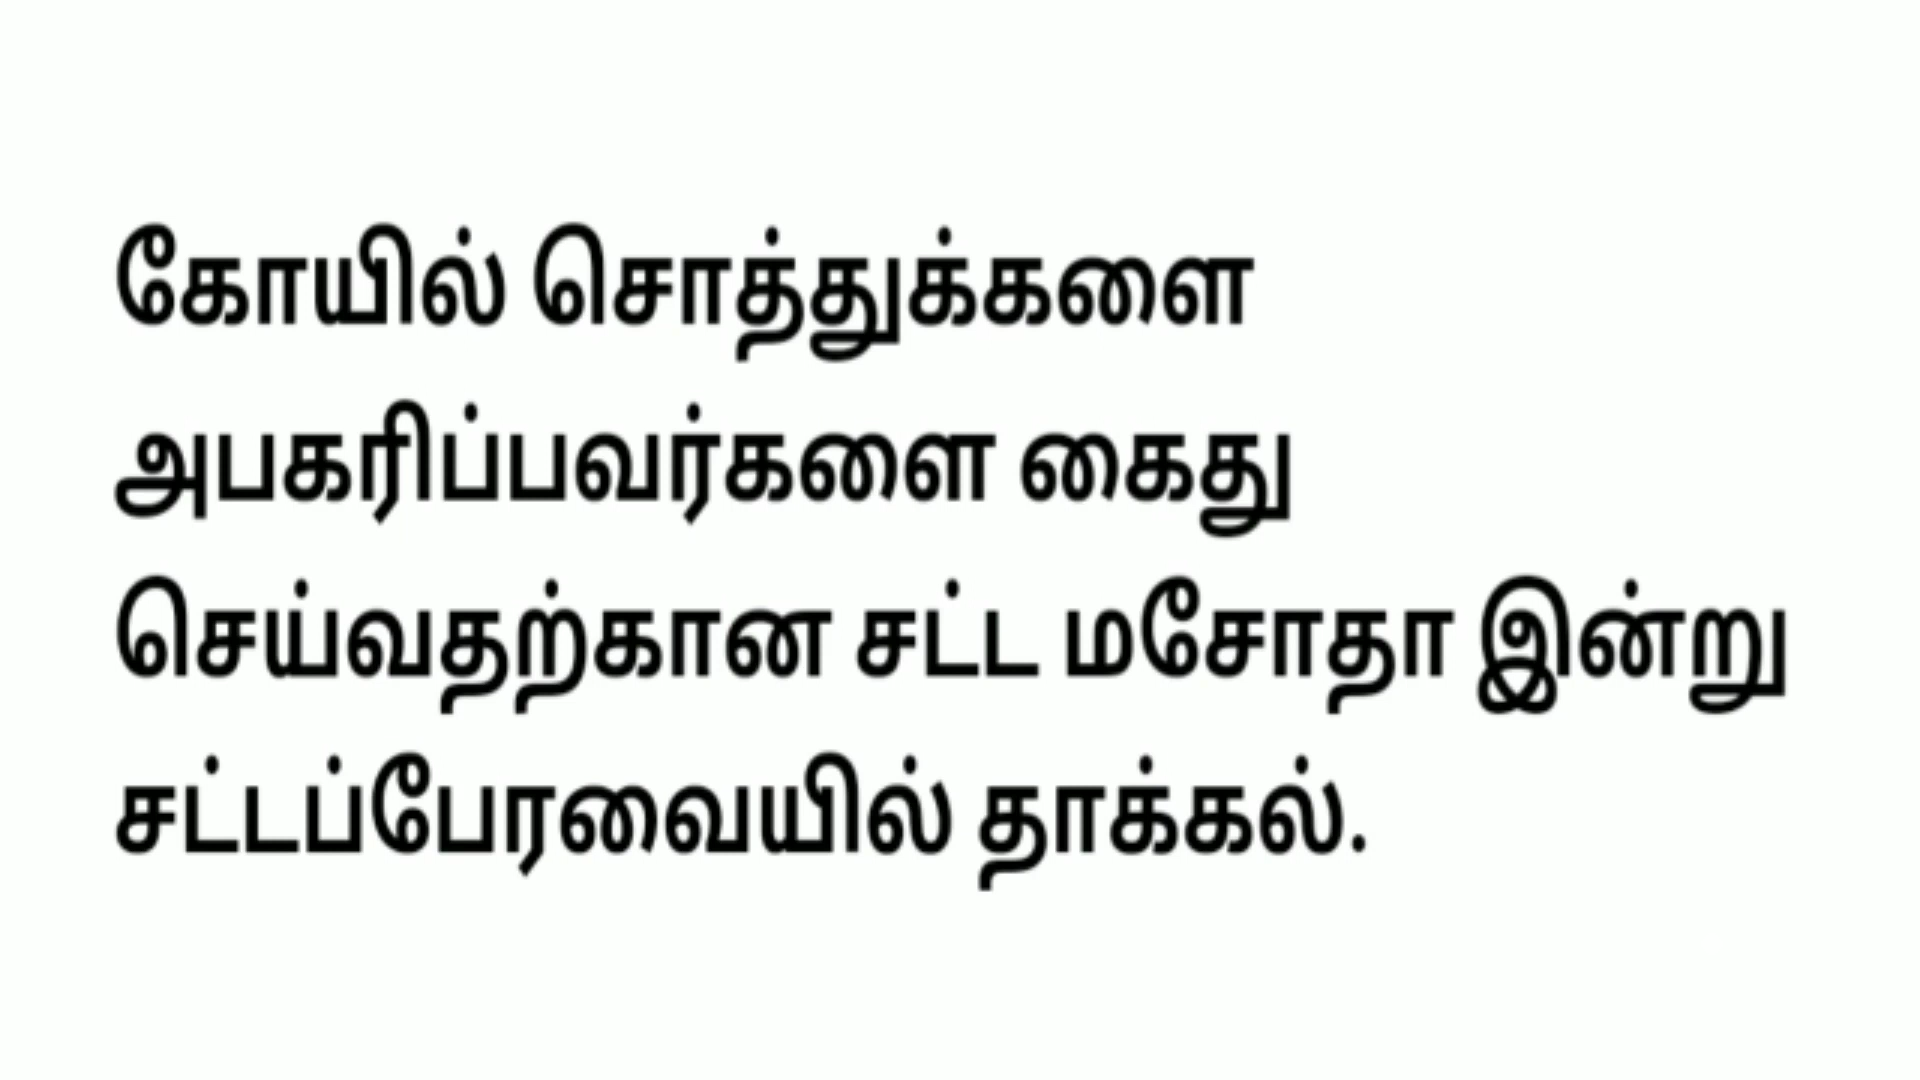 கோயில் சொத்துக்களை
அபகரிப்பவர்களை கைது
செய்வதற்கான சட்ட மசோதா இன்று
சட்டப்பேரவையில் தாக்கல்.